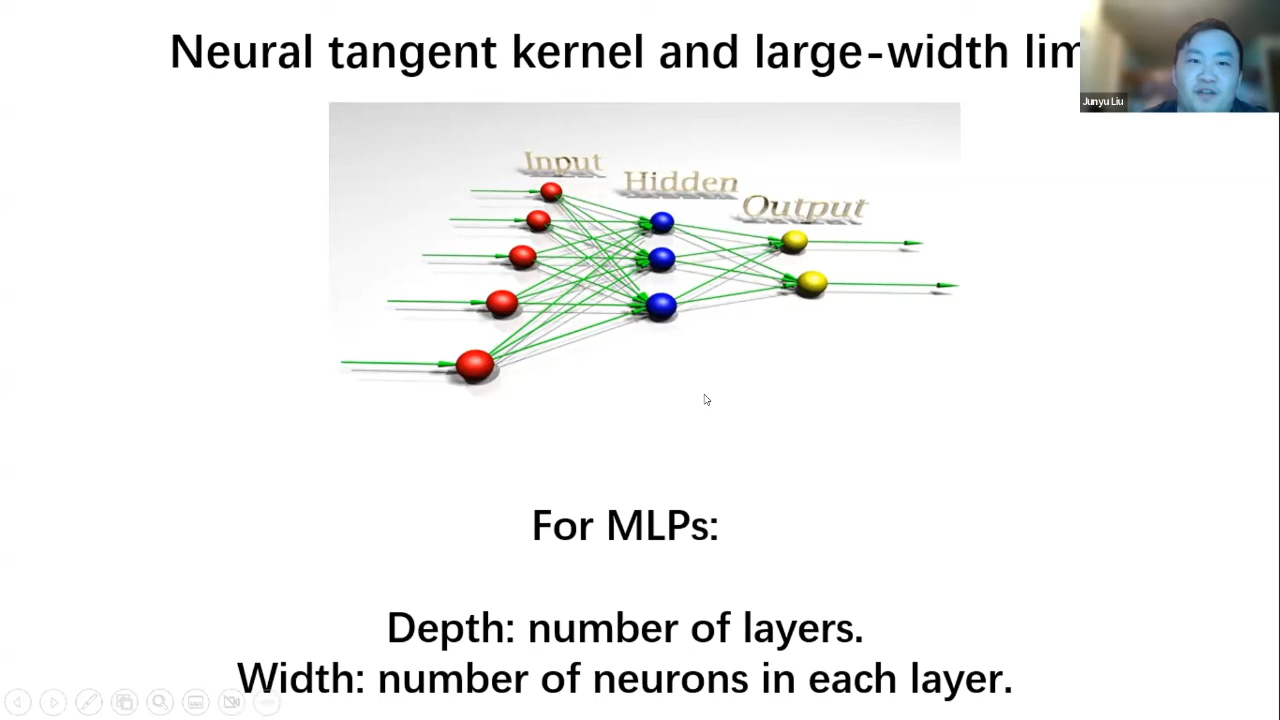 Neural tangent kernel and large-width lim
Junyu Liu
Input
Hidden
Output
For MLPs:
Depth: number of layers.
Width: number of neurons in each layer.